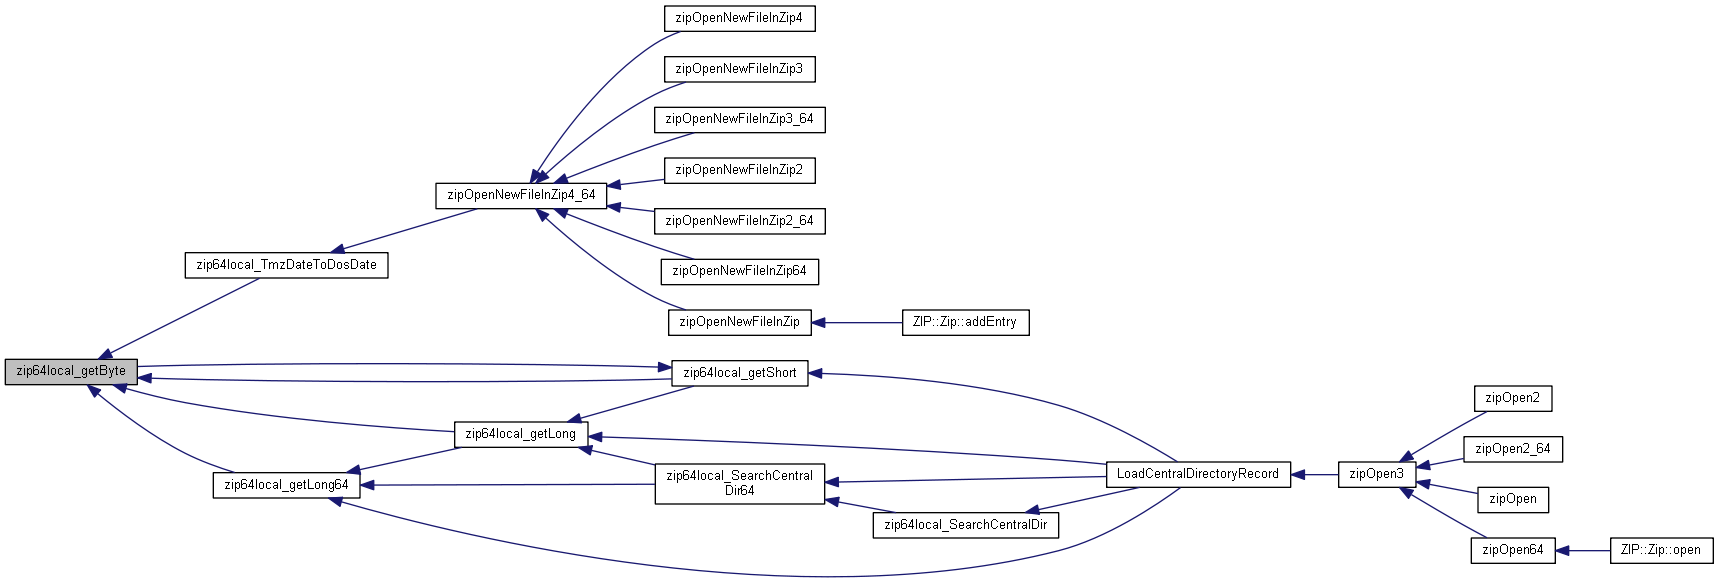 zipOpenNewFileInZip4
zipOpenNewFileInZip3
zipOpenNewFileInZip3_64
zipOpenNewFileInZip2
zipOpenNewFileInZip4_64
zipOpenNewFileInZip2_64
zip64local_TmzDateToDosDate
zipOpenNewFileInZip64
zipOpenNewFileInZip
ZIP::Zip::addEntry
zip64local_getByte
zip64local_getShort
zipOpen2
zip64local_getLong
zipOpen2_64
zip64local_SearchCentral
Dir64
LoadCentralDirectoryRecord
zipOpen3
zip64local_getLong64
zipOpen
zip64local_SearchCentralDir
zipOpen64
ZIP::Zip::open